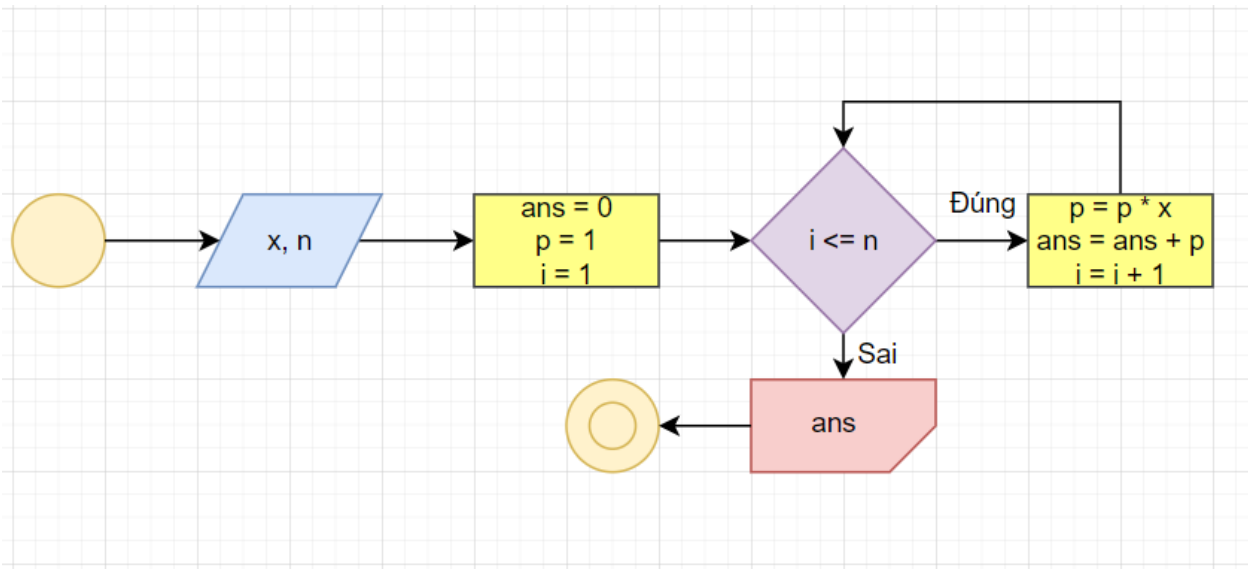 x, n
ans = 0
p = 1
i = 1
i <= n
Đúng
p = p * x
ans = ans + p
i = i + 1
Sai
ans